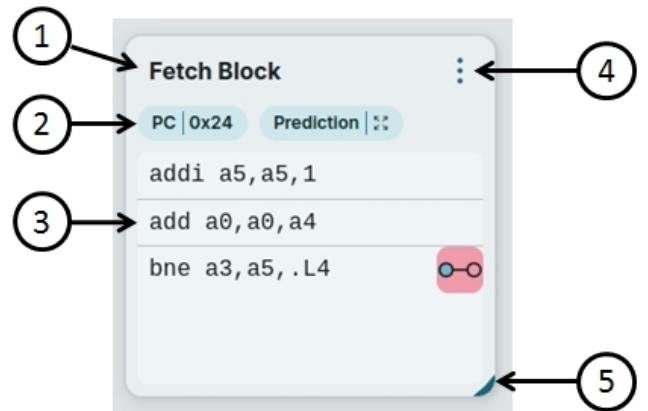 1
Fetch Block
4
2
PC | 0x24 Prediction
addi a5,a5,1
3
add a0,a0,a4
bne a3,a5,.L4
5